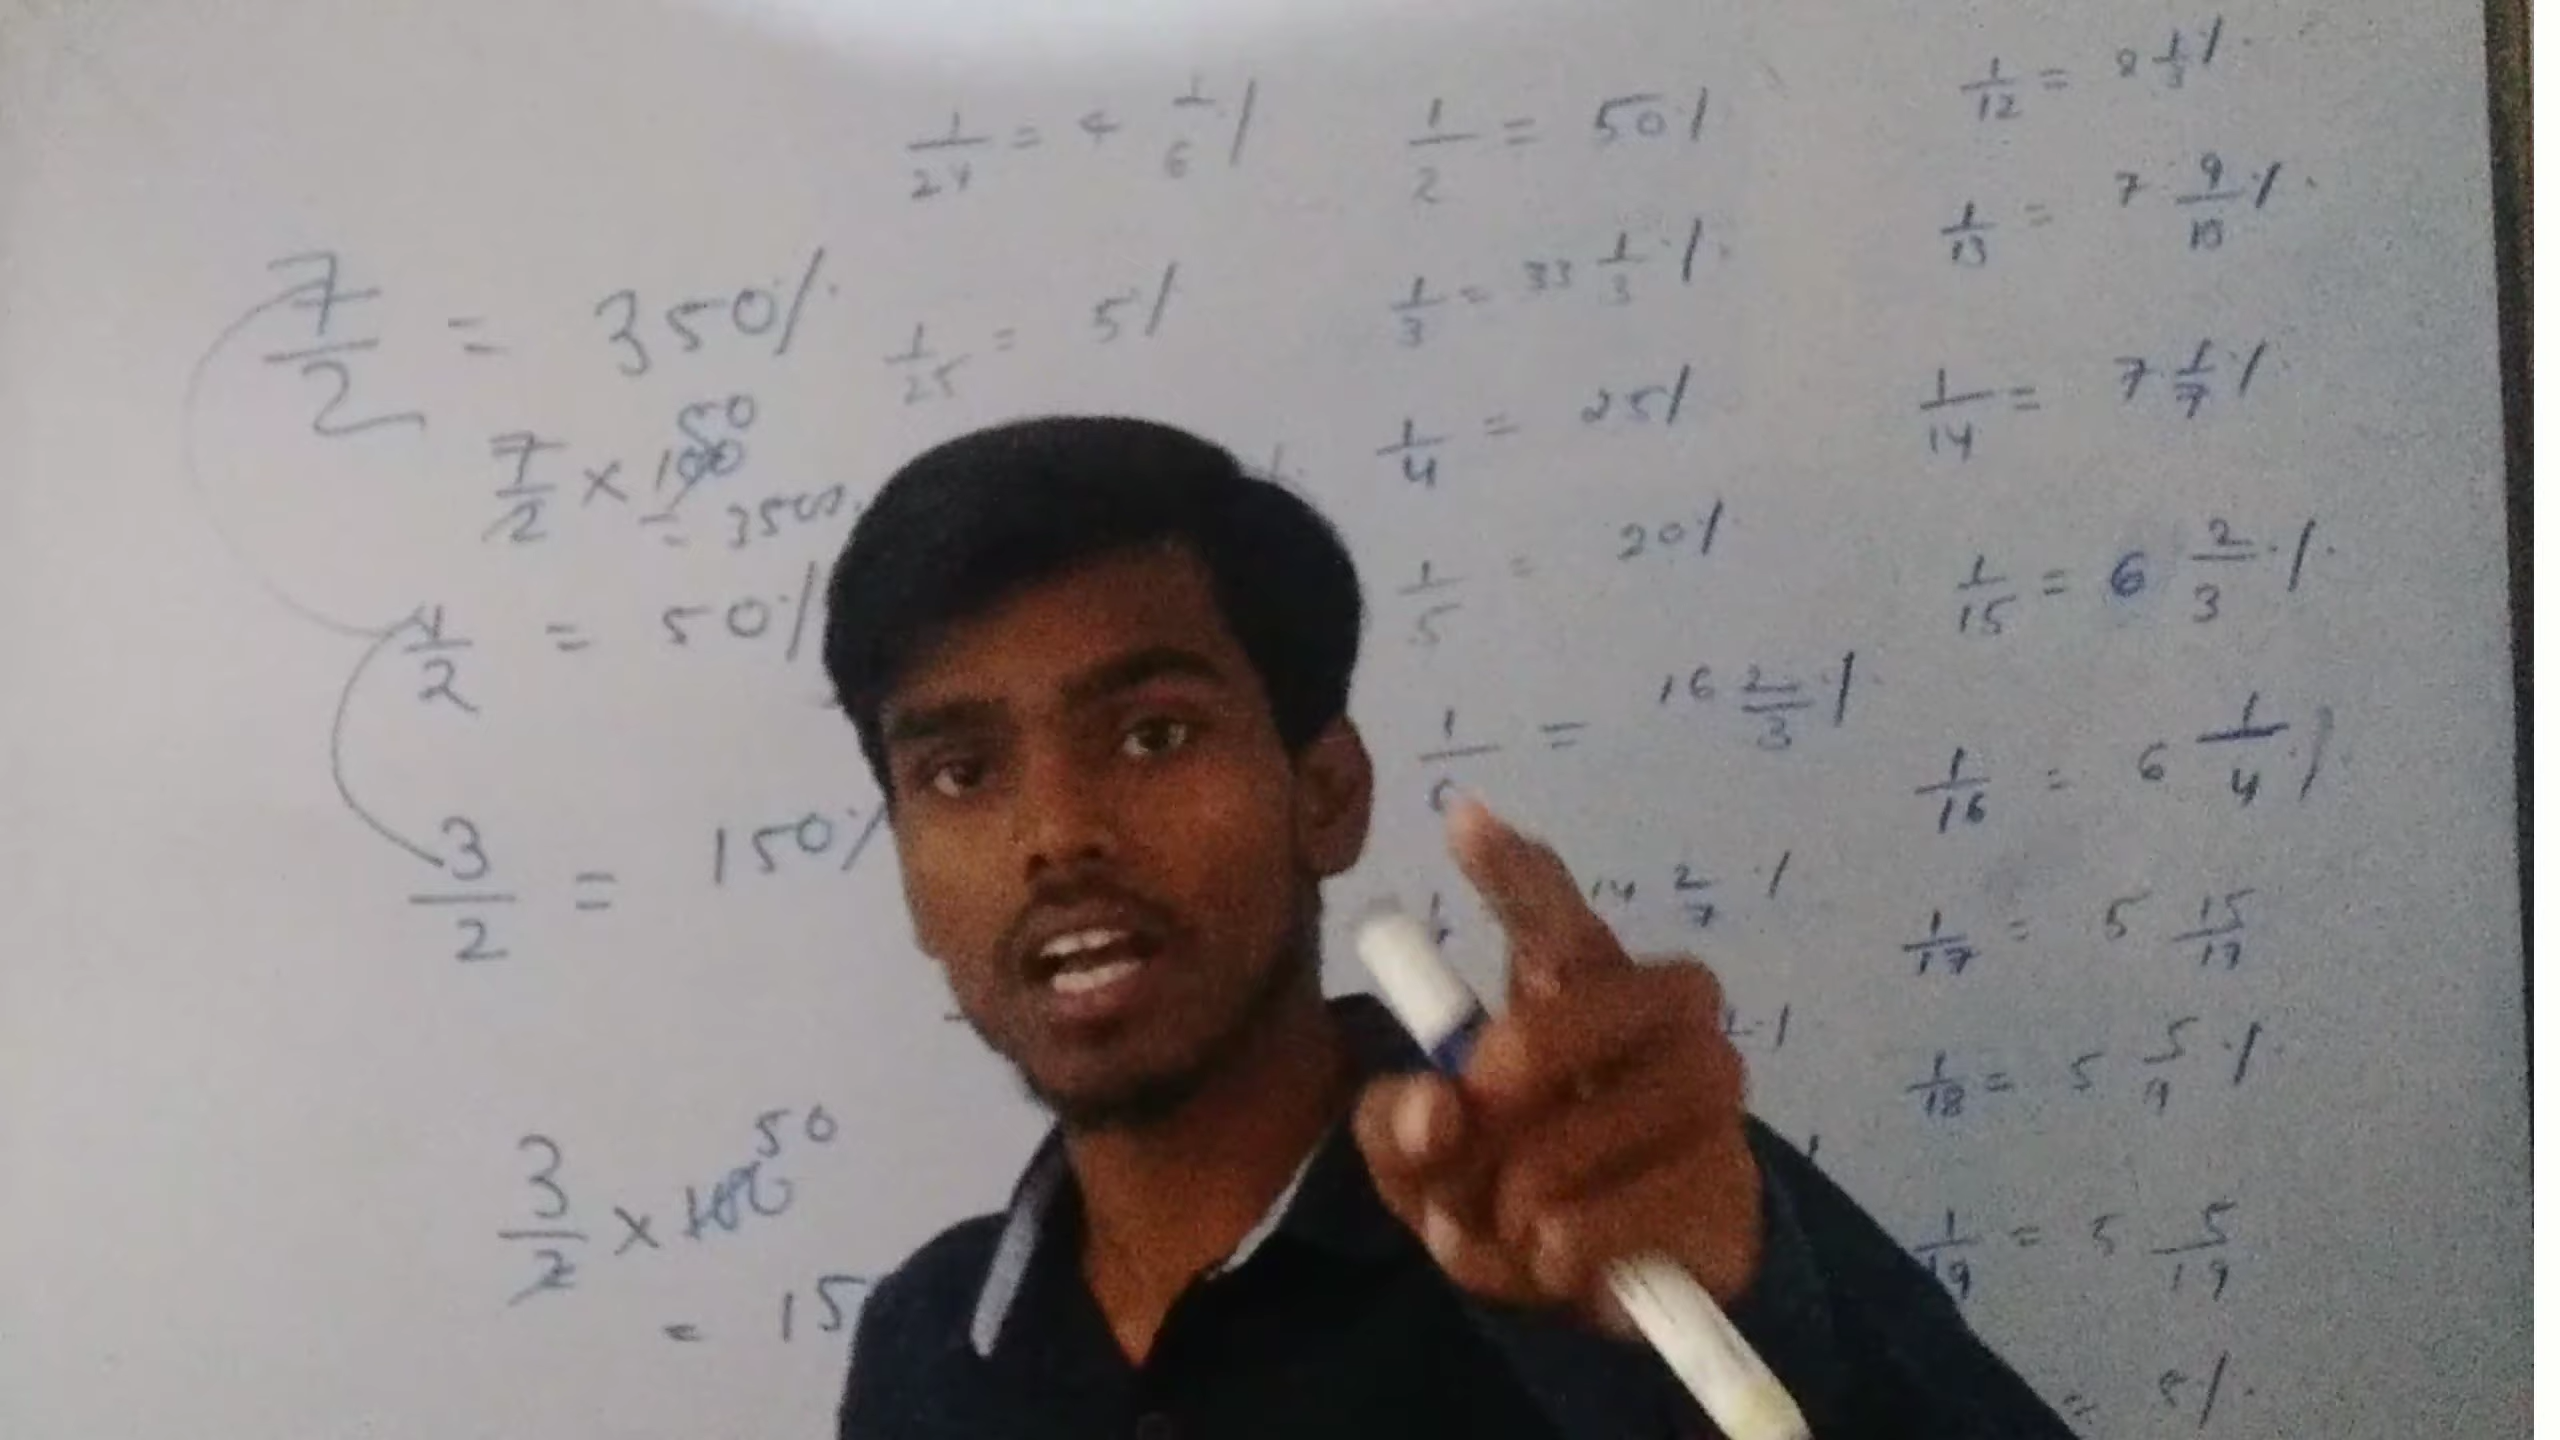 7/2 = 350%
7/2 × 100 50
= 350%
1/2 = 50%
3/2 = 150%
3/2 × 100 50
= 15
1/24 = 4 1/6 %
1/25 = 5%
1/2 = 50%
1/3 = 33 1/3 %
1/4 = 25%
1/5 = 20%
1/6 = 16 2/3 %
14 2/7 %
1/12 = 8 1/3 %
1/13 = 7 9/13 %
1/14 = 7 1/7 %
1/15 = 6 2/3 %
1/16 = 6 1/4 %
1/17 = 5 15/17
1/18 = 5 5/9 %
1/19 = 5 5/19
= 5%